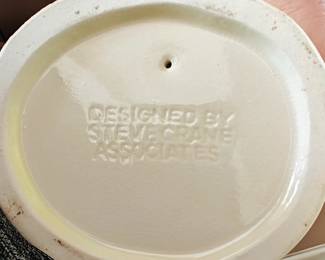 DESIGNED BY
STEVE CRANE
ASSOCIATES